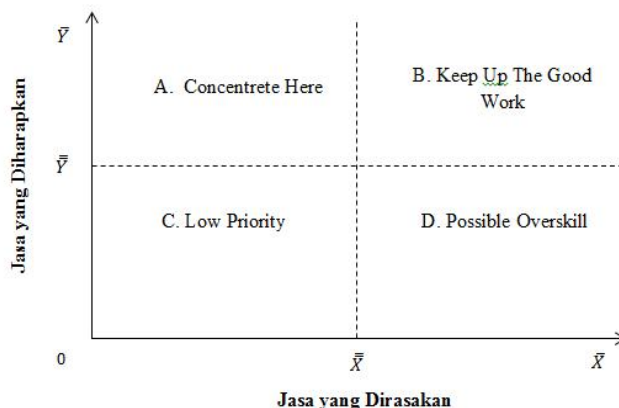 Ȳ
A. Concentrete Here
B. Keep Up The Good
Work
Jasa yang Diharapkan
Ȳ̄
C. Low Priority
D. Possible Overskill
0
X̄̄
X̄
Jasa yang Dirasakan